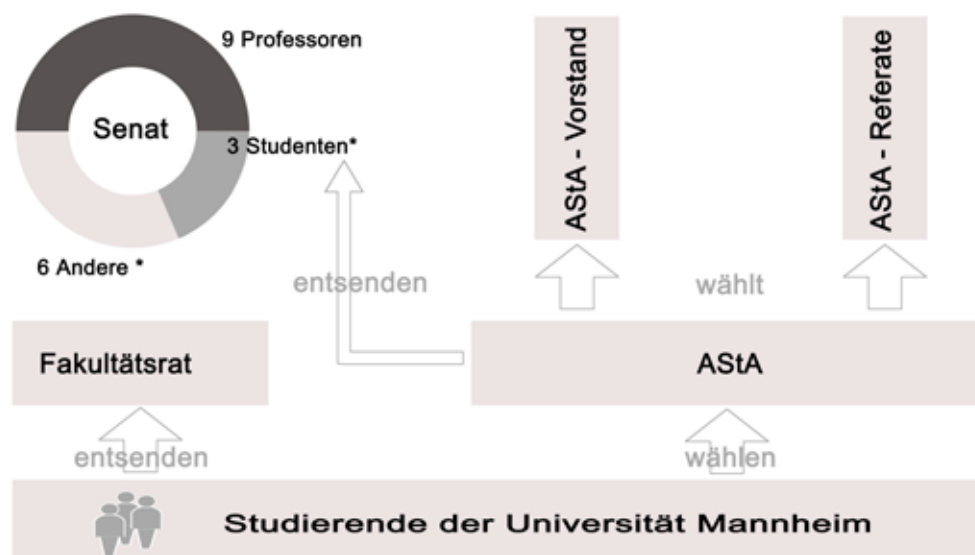 9 Professoren
Senat
3 Studenten*
6 Andere *
AStA - Vorstand
AStA - Referate
entsenden
wählt
Fakultätsrat
AStA
entsenden
wählen
Studierende der Universität Mannheim